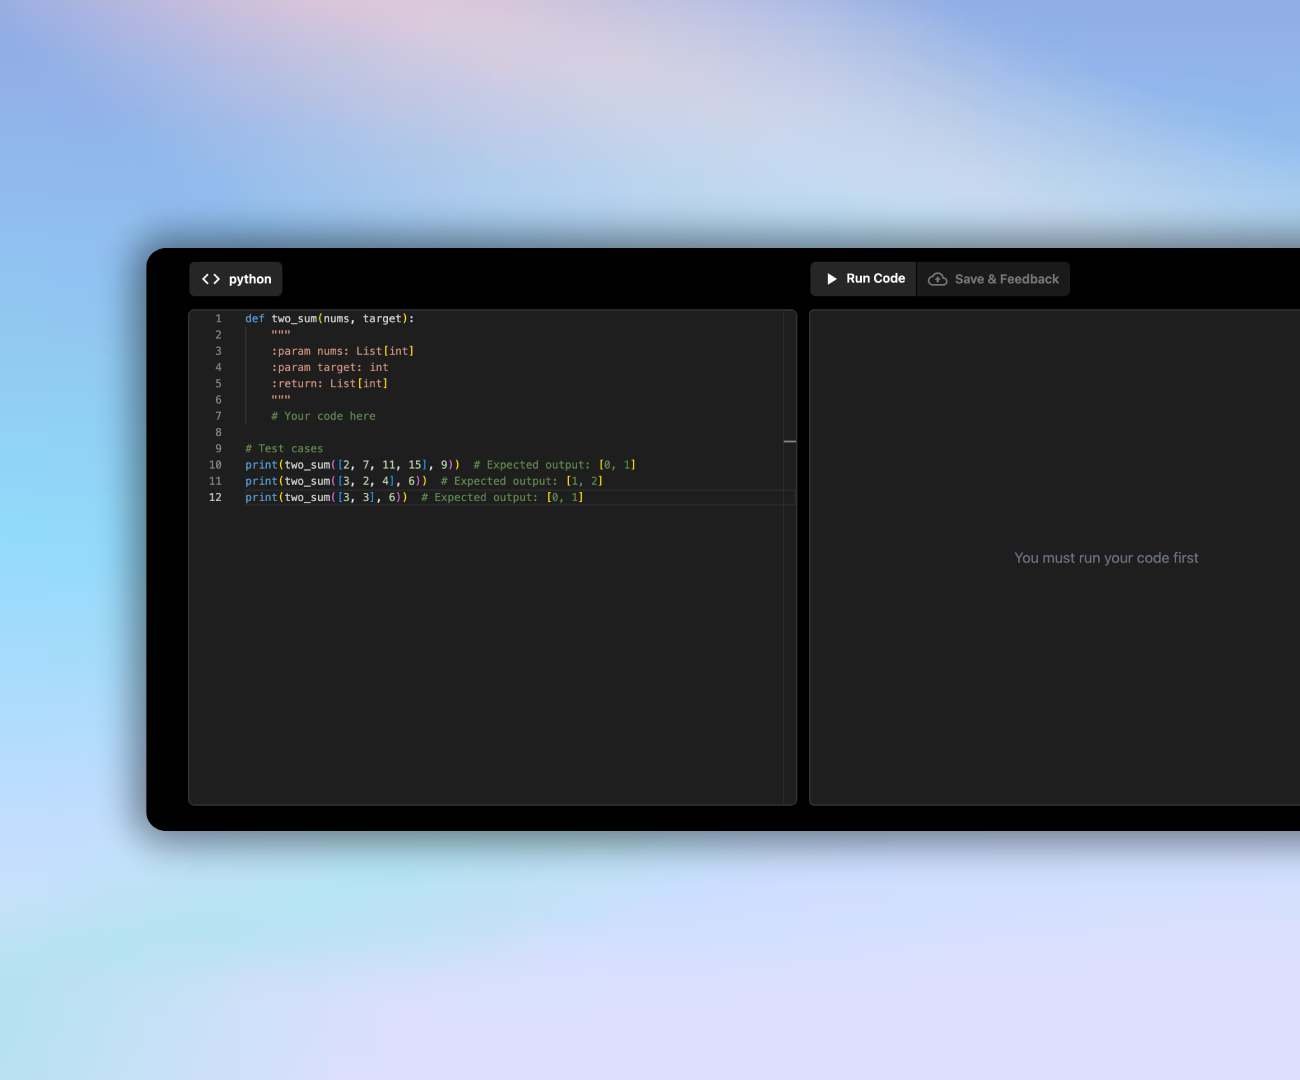 python
Run Code
Save & Feedback
1 def two_sum(nums, target):
2     """
3     :param nums: List[int]
4     :param target: int
5     :return: List[int]
6     """
7     # Your code here
8
9 # Test cases
10 print(two_sum([2, 7, 11, 15], 9))  # Expected output: [0, 1]
11 print(two_sum([3, 2, 4], 6))  # Expected output: [1, 2]
12 print(two_sum([3, 3], 6))  # Expected output: [0, 1]
You must run your code first